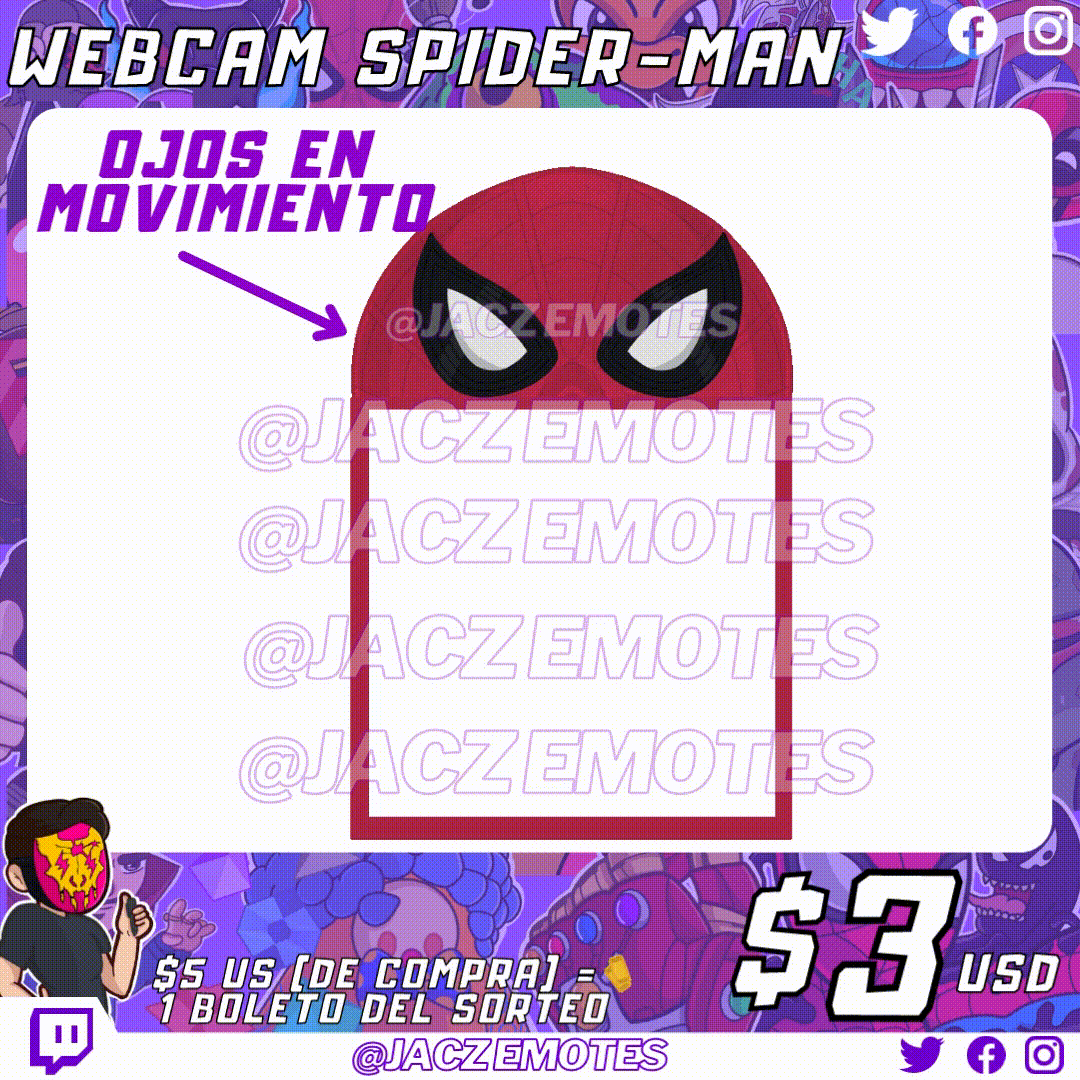 WEBCAM SPIDER-MAN
OJOS EN
MOVIMIENTO
@JACZEMOTES
@JACZEMOTES
@JACZEMOTES
@JACZEMOTES
@JACZEMOTES
$5 US (DE COMPRA) =
1 BOLETO DEL SORTEO
$3 USD
@JACZEMOTES